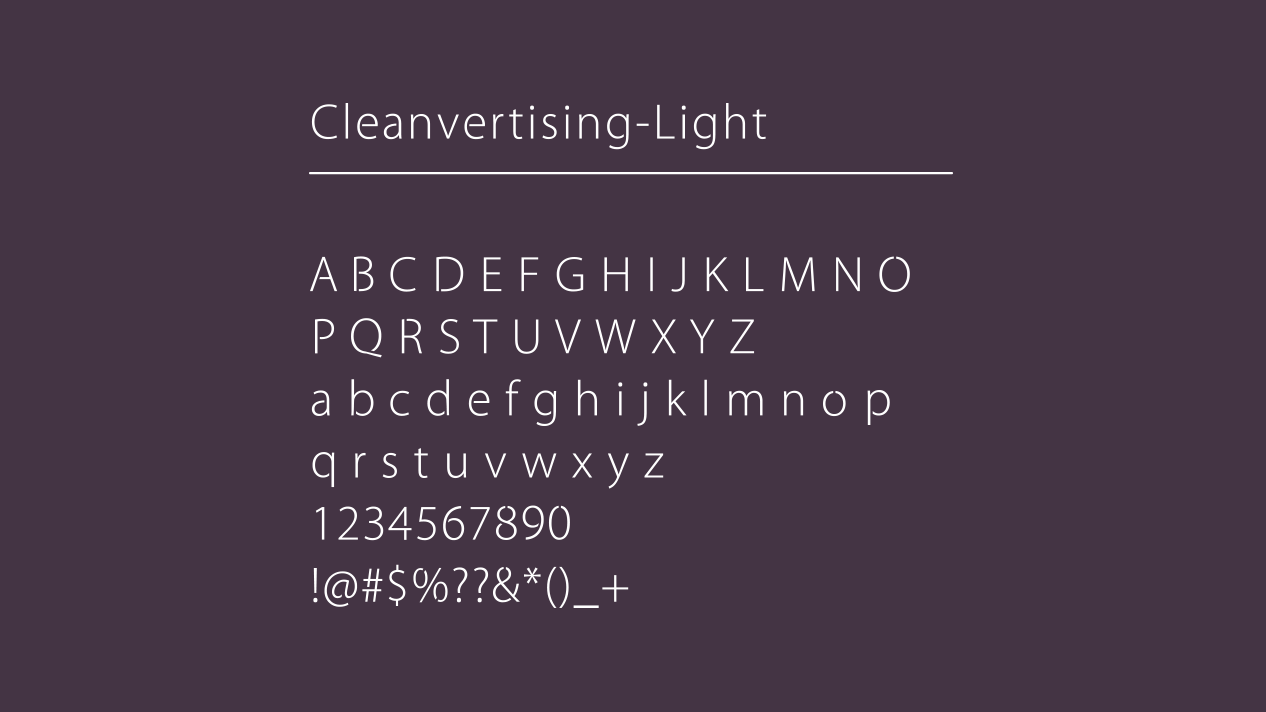 Cleanvertising-Light
A B C D E F G H I J K L M N O
P Q R S T U V W X Y Z
a b c d e f g h i j k l m n o p
q r s t u v w x y z
1234567890
!@#$%??&*()_+